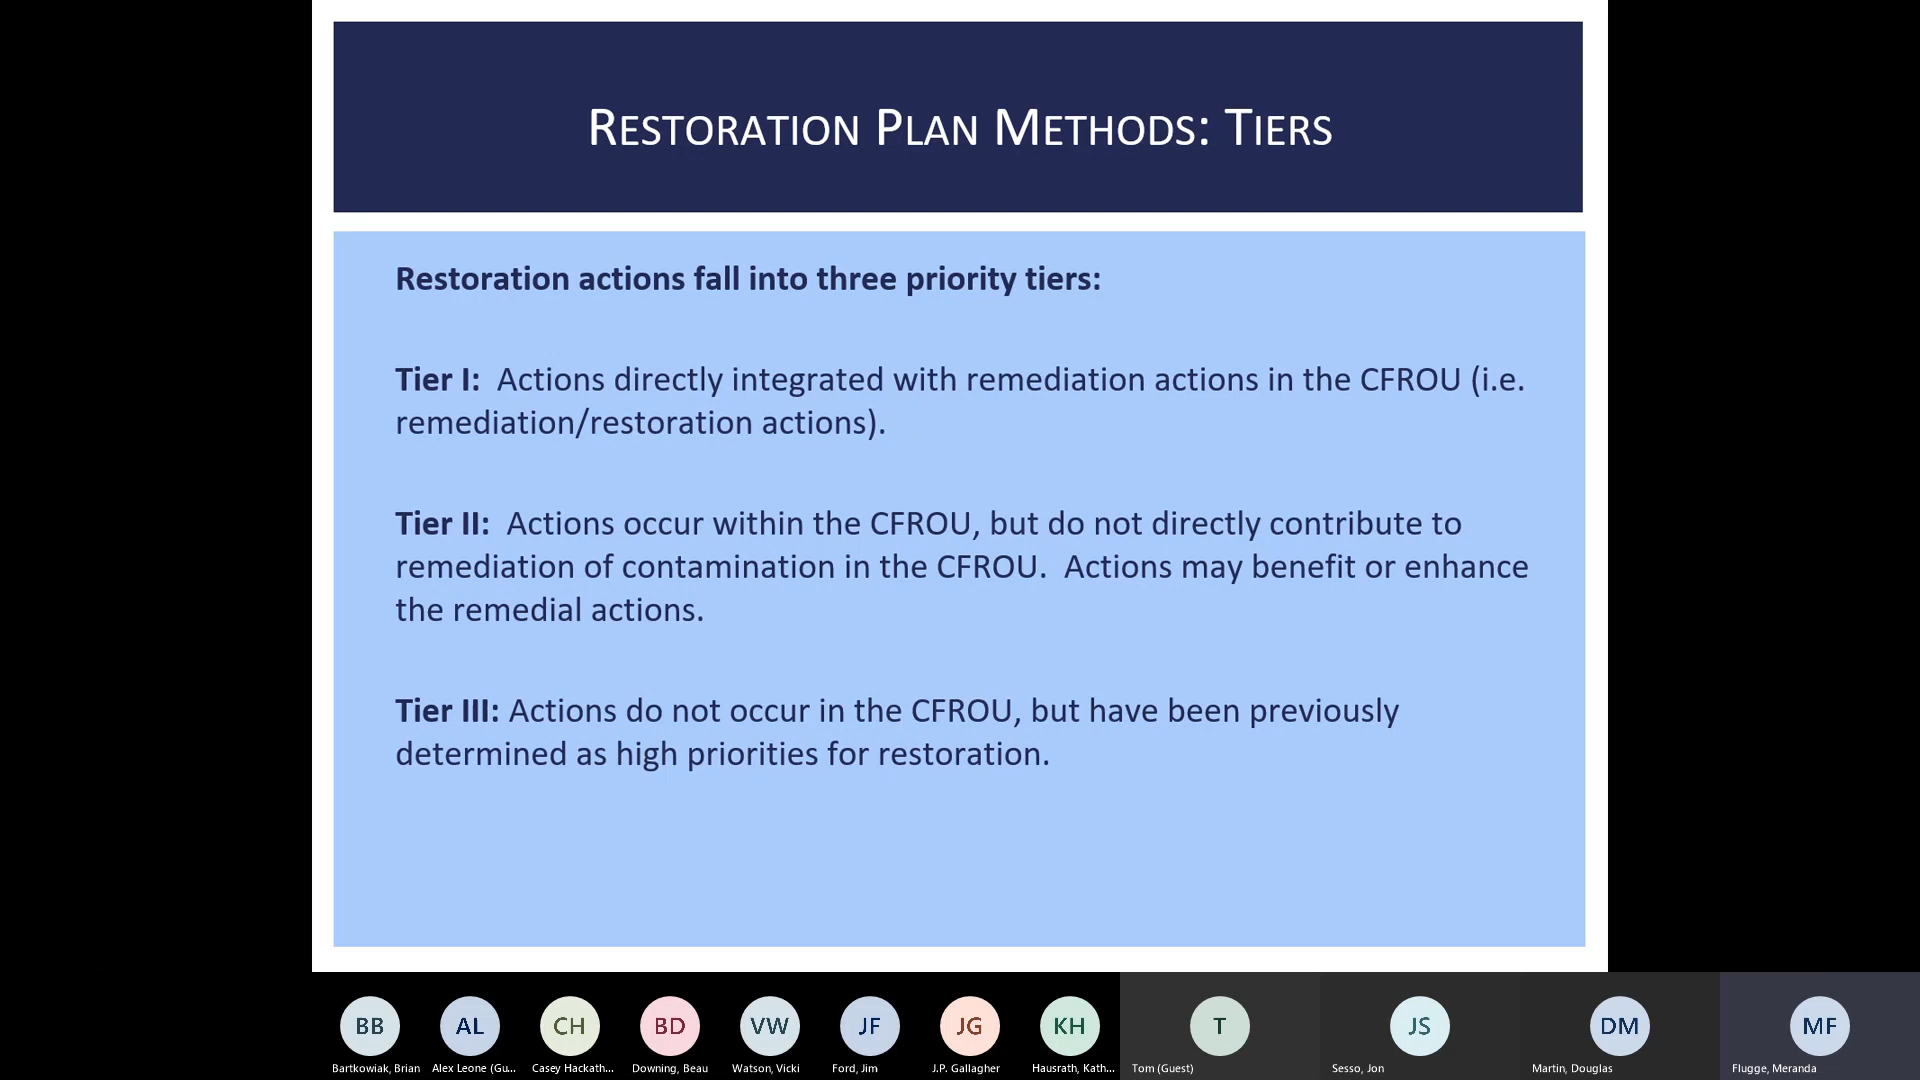 Restoration Plan Methods: Tiers
Restoration actions fall into three priority tiers:
Tier I:  Actions directly integrated with remediation actions in the CFROU (i.e.
remediation/restoration actions).
Tier II:  Actions occur within the CFROU, but do not directly contribute to
remediation of contamination in the CFROU.  Actions may benefit or enhance
the remedial actions.
Tier III: Actions do not occur in the CFROU, but have been previously
determined as high priorities for restoration.
BB AL CH BD VW JF JG KH T JS DM MF
Bartkowiak, Brian Alex Leone (Gu... Casey Hackath... Downing, Beau Watson, Vicki Ford, Jim J.P. Gallagher Hausrath, Kath... Tom (Guest) Sesso, Jon Martin, Douglas Flugge, Meranda